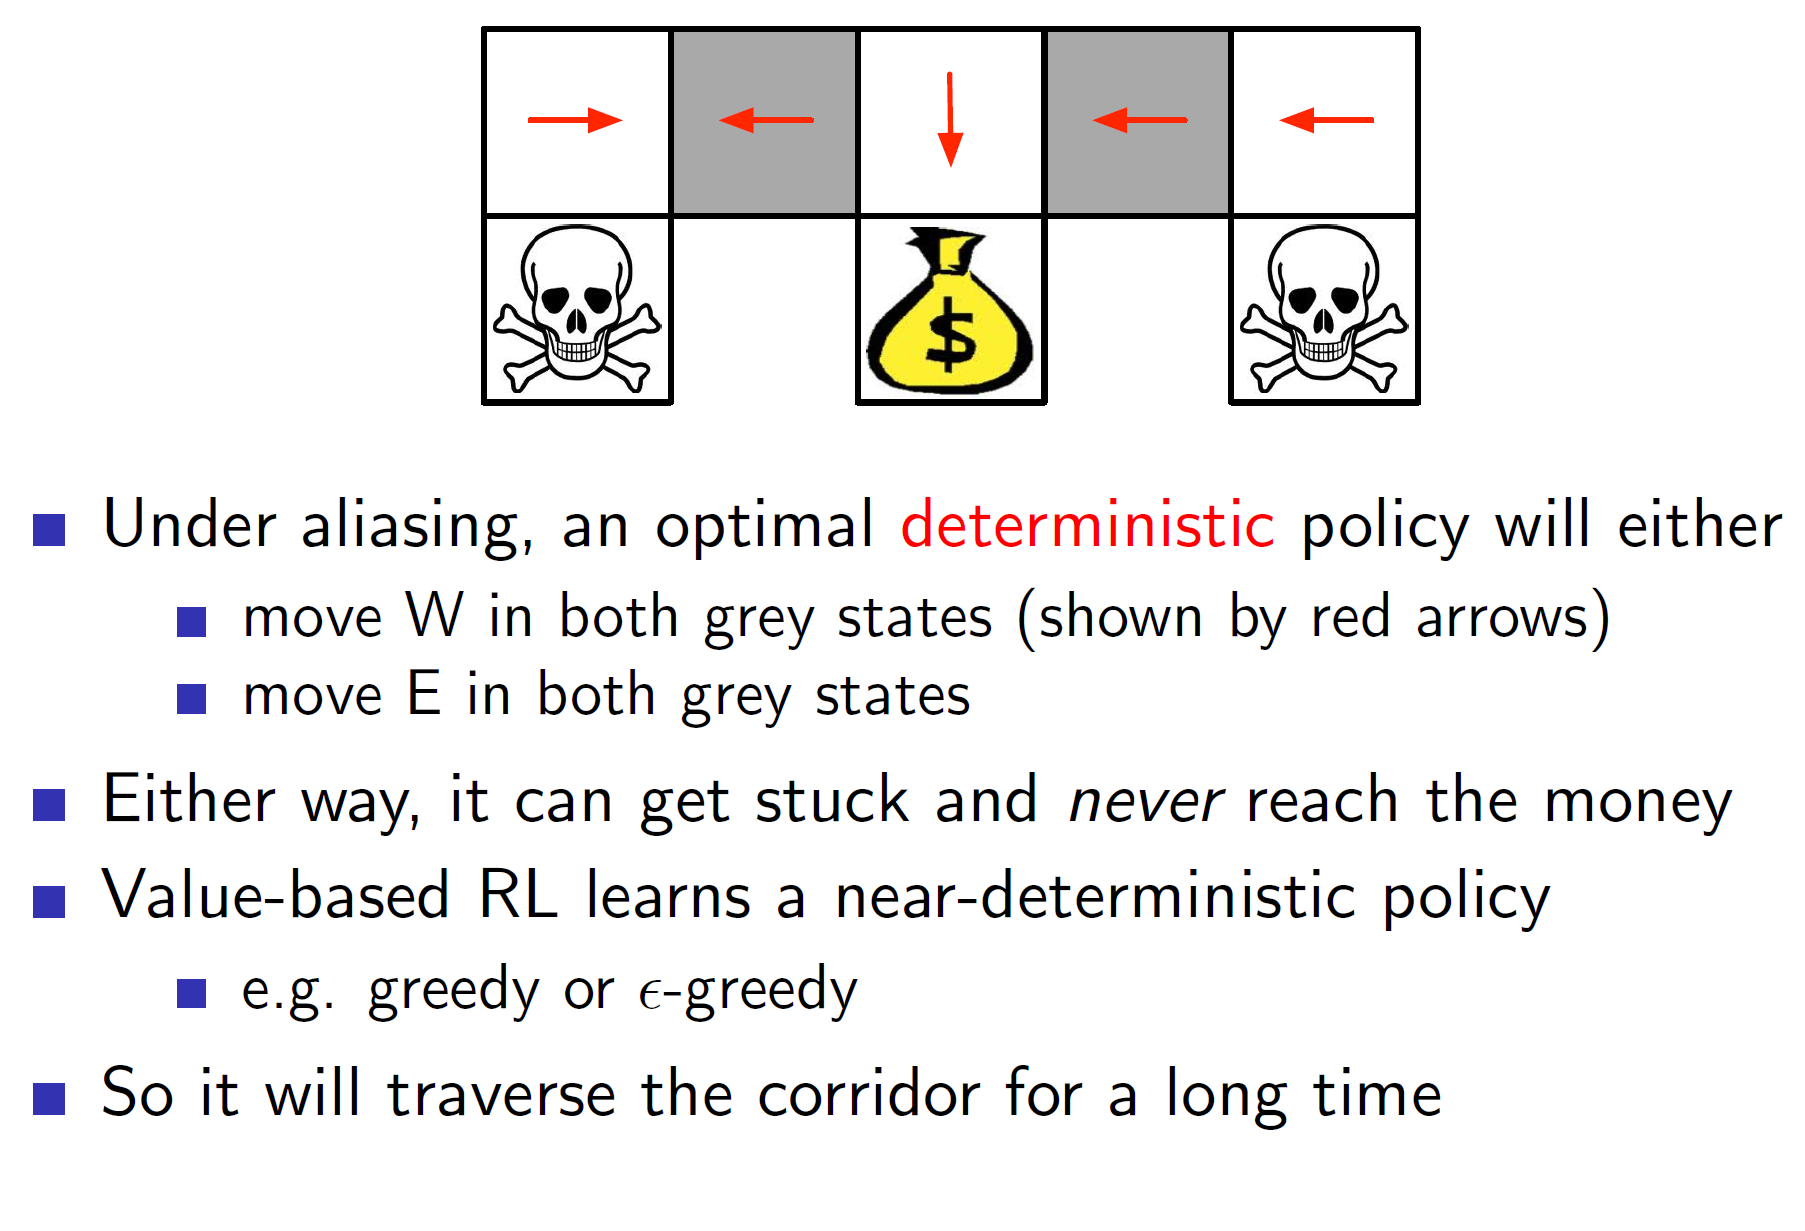 $
Under aliasing, an optimal deterministic policy will either
move W in both grey states (shown by red arrows)
move E in both grey states
Either way, it can get stuck and never reach the money
Value-based RL learns a near-deterministic policy
e.g. greedy or ϵ-greedy
So it will traverse the corridor for a long time